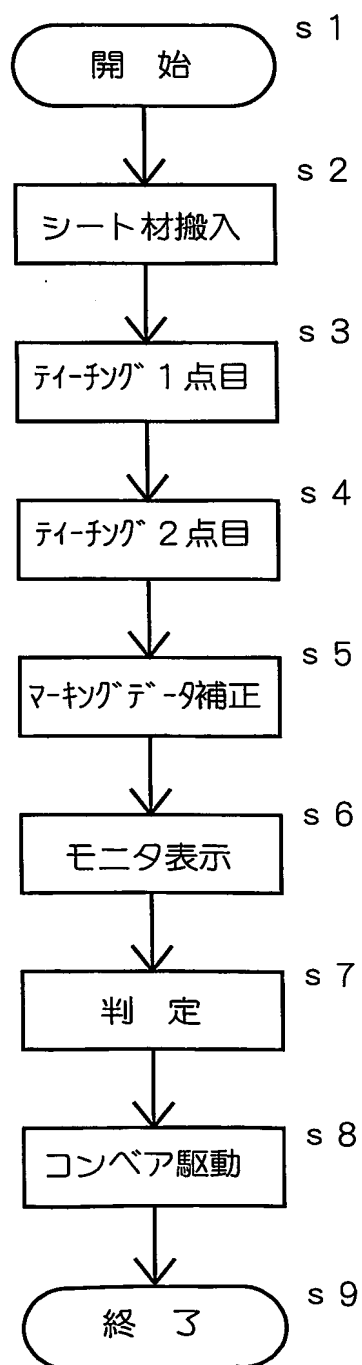 s 1
開 始
s 2
シート材搬入
s 3
ﾃｨｰﾁﾝｸﾞ 1 点目
s 4
ﾃｨｰﾁﾝｸﾞ 2 点目
s 5
ﾏｰｷﾝｸﾞﾃﾞｰﾀ補正
s 6
モニタ表示
s 7
判 定
s 8
コンベア駆動
s 9
終 了